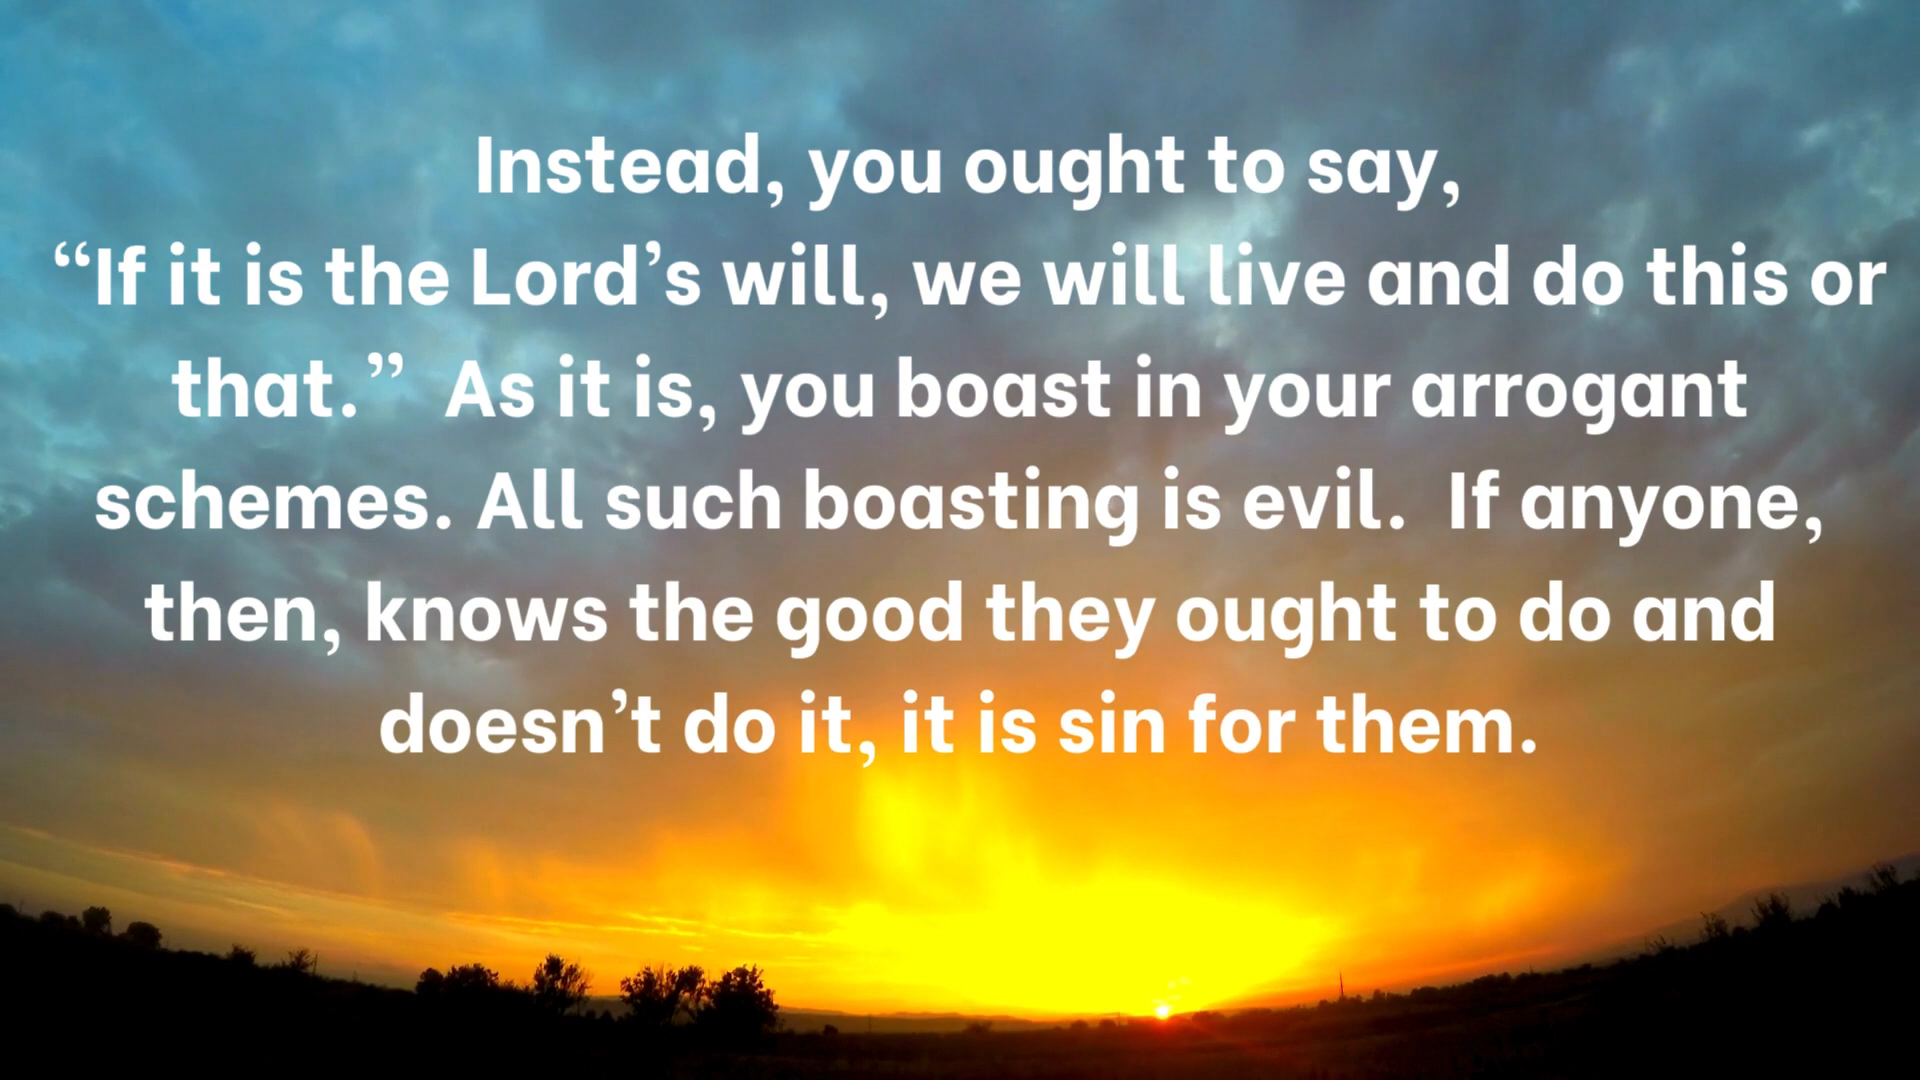 Instead, you ought to say,
“If it is the Lord’s will, we will live and do this or
that.”  As it is, you boast in your arrogant
schemes. All such boasting is evil.  If anyone,
then, knows the good they ought to do and
doesn’t do it, it is sin for them.